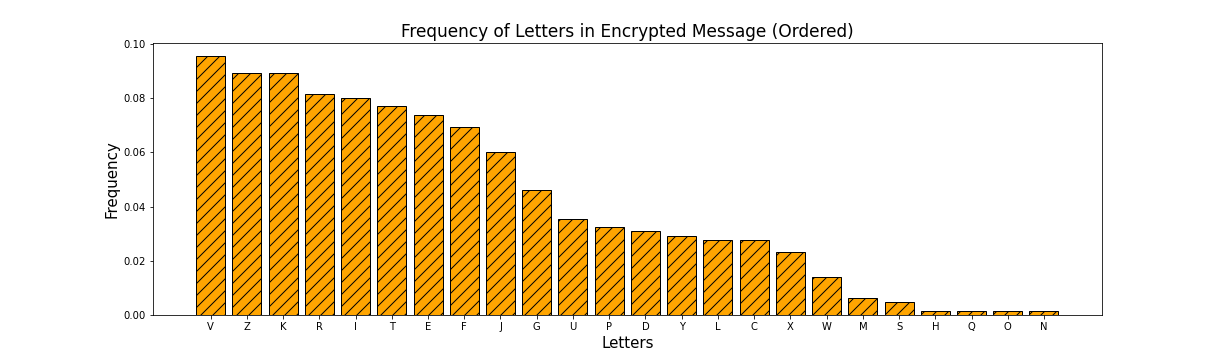 Frequency of Letters in Encrypted Message (Ordered)
0.10
0.08
0.06
0.04
0.02
0.00
Frequency
V Z K R I T E F J G U P D Y L C X W M S H Q O N
Letters